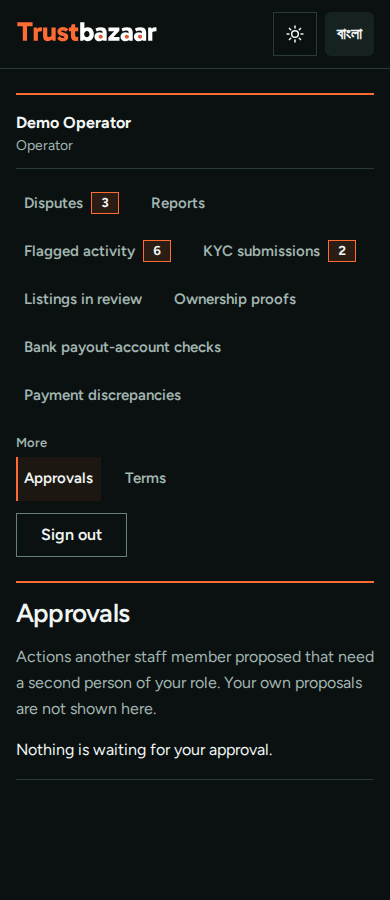 Trustbazaar
বাংলা
Demo Operator
Operator
Disputes 3 Reports
Flagged activity 6 KYC submissions 2
Listings in review Ownership proofs
Bank payout-account checks
Payment discrepancies
More
Approvals Terms
Sign out
Approvals
Actions another staff member proposed that need
a second person of your role. Your own proposals
are not shown here.
Nothing is waiting for your approval.